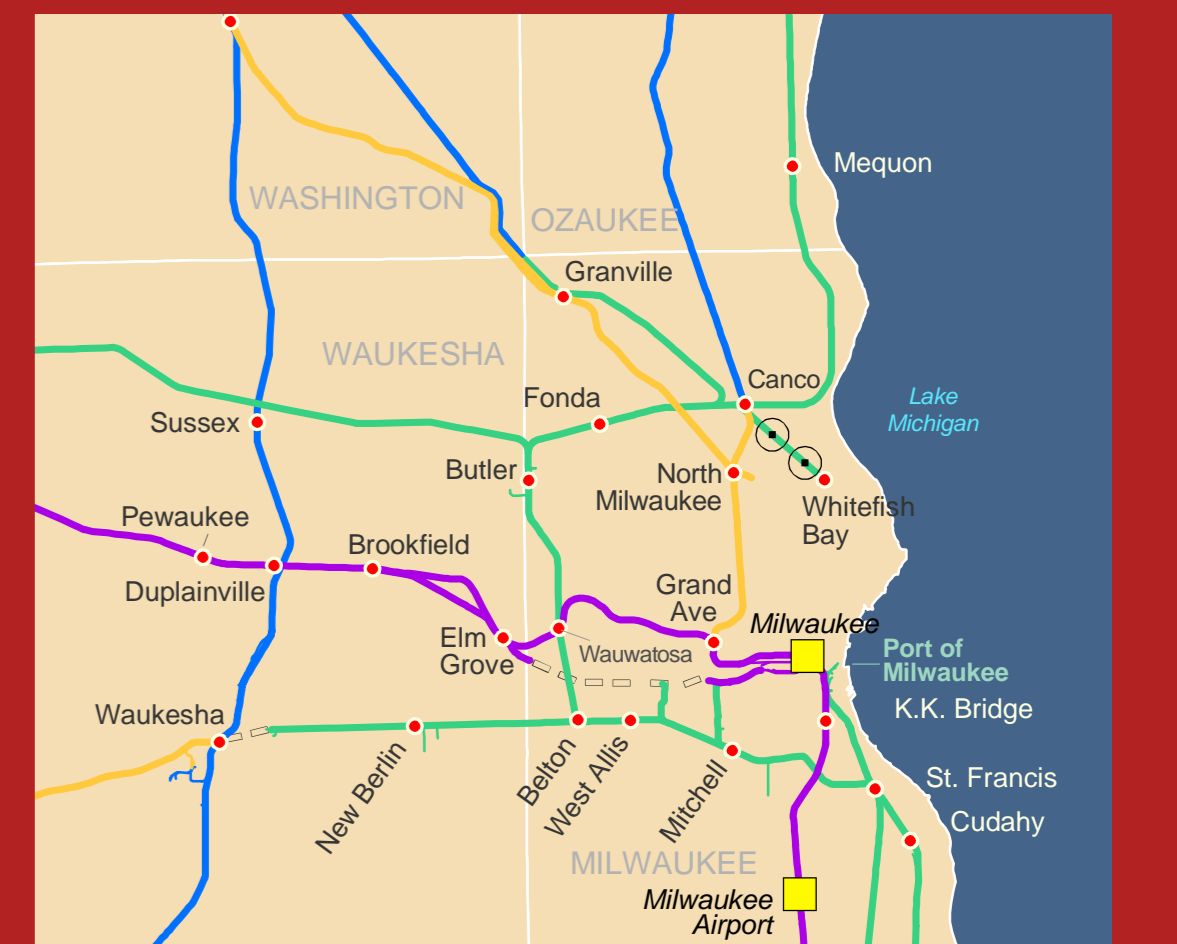 Mequon
WASHINGTON
OZAUKEE
Granville
WAUKESHA
Canco
Fonda
Lake
Michigan
Sussex
Butler
North
Milwaukee
Whitefish
Bay
Pewaukee
Brookfield
Duplainville
Grand
Ave
Milwaukee
Elm
Grove
Wauwatosa
Port of
Milwaukee
K.K. Bridge
Waukesha
New Berlin
Belton
West Allis
Mitchell
St. Francis
Cudahy
MILWAUKEE
Milwaukee
Airport